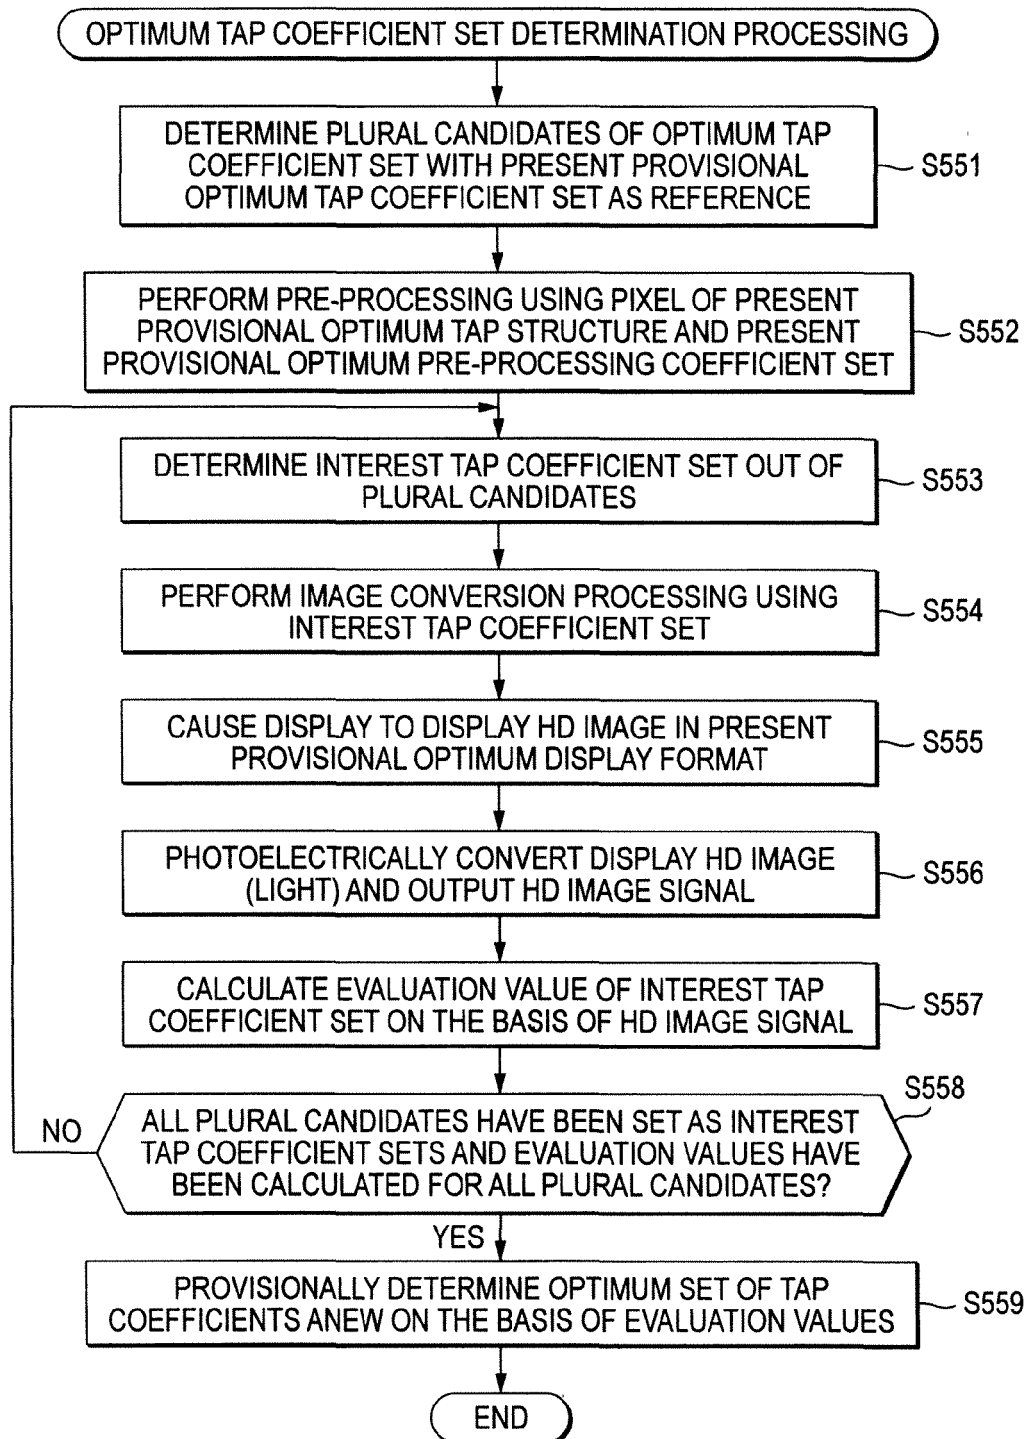 OPTIMUM TAP COEFFICIENT SET DETERMINATION PROCESSING
DETERMINE PLURAL CANDIDATES OF OPTIMUM TAP
COEFFICIENT SET WITH PRESENT PROVISIONAL
OPTIMUM TAP COEFFICIENT SET AS REFERENCE
S551
PERFORM PRE-PROCESSING USING PIXEL OF PRESENT
PROVISIONAL OPTIMUM TAP STRUCTURE AND PRESENT
PROVISIONAL OPTIMUM PRE-PROCESSING COEFFICIENT SET
S552
DETERMINE INTEREST TAP COEFFICIENT SET OUT OF
PLURAL CANDIDATES
S553
PERFORM IMAGE CONVERSION PROCESSING USING
INTEREST TAP COEFFICIENT SET
S554
CAUSE DISPLAY TO DISPLAY HD IMAGE IN PRESENT
PROVISIONAL OPTIMUM DISPLAY FORMAT
S555
PHOTOELECTRICALLY CONVERT DISPLAY HD IMAGE
(LIGHT) AND OUTPUT HD IMAGE SIGNAL
S556
CALCULATE EVALUATION VALUE OF INTEREST TAP
COEFFICIENT SET ON THE BASIS OF HD IMAGE SIGNAL
S557
S558
ALL PLURAL CANDIDATES HAVE BEEN SET AS INTEREST
TAP COEFFICIENT SETS AND EVALUATION VALUES HAVE
BEEN CALCULATED FOR ALL PLURAL CANDIDATES?
NO
YES
PROVISIONALLY DETERMINE OPTIMUM SET OF TAP
COEFFICIENTS ANEW ON THE BASIS OF EVALUATION VALUES
S559
END